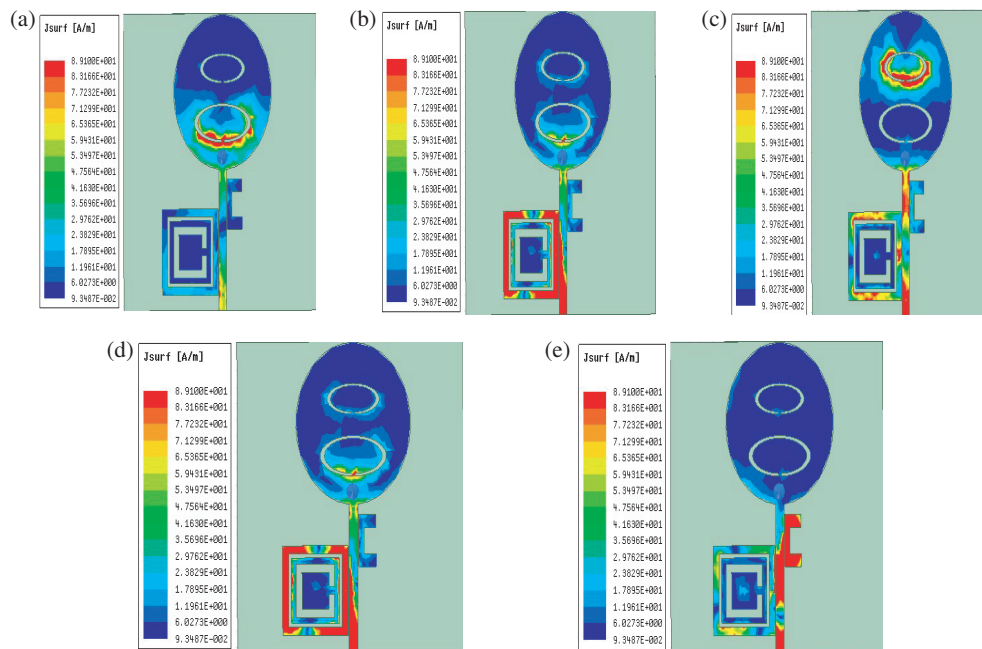 (a)
Jsurf [A/m]
8.9100E+001
8.3166E+001
7.7232E+001
7.1299E+001
6.5365E+001
5.9431E+001
5.3497E+001
4.7564E+001
4.1630E+001
3.5696E+001
2.9762E+001
2.3829E+001
1.7895E+001
1.1961E+001
6.0273E+000
9.3487E-002
(b)
Jsurf [A/m]
8.9100E+001
8.3166E+001
7.7232E+001
7.1299E+001
6.5365E+001
5.9431E+001
5.3497E+001
4.7564E+001
4.1630E+001
3.5696E+001
2.9762E+001
2.3829E+001
1.7895E+001
1.1961E+001
6.0273E+000
9.3487E-002
(c)
Jsurf [A/m]
8.9100E+001
8.3166E+001
7.7232E+001
7.1299E+001
6.5365E+001
5.9431E+001
5.3497E+001
4.7564E+001
4.1630E+001
3.5696E+001
2.9762E+001
2.3829E+001
1.7895E+001
1.1961E+001
6.0273E+000
9.3487E-002
(d)
Jsurf [A/m]
8.9100E+001
8.3166E+001
7.7232E+001
7.1299E+001
6.5365E+001
5.9431E+001
5.3497E+001
4.7564E+001
4.1630E+001
3.5696E+001
2.9762E+001
2.3829E+001
1.7895E+001
1.1961E+001
6.0273E+000
9.3487E-002
(e)
Jsurf [A/m]
8.9100E+001
8.3166E+001
7.7232E+001
7.1299E+001
6.5365E+001
5.9431E+001
5.3497E+001
4.7564E+001
4.1630E+001
3.5696E+001
2.9762E+001
2.3829E+001
1.7895E+001
1.1961E+001
6.0273E+000
9.3487E-002